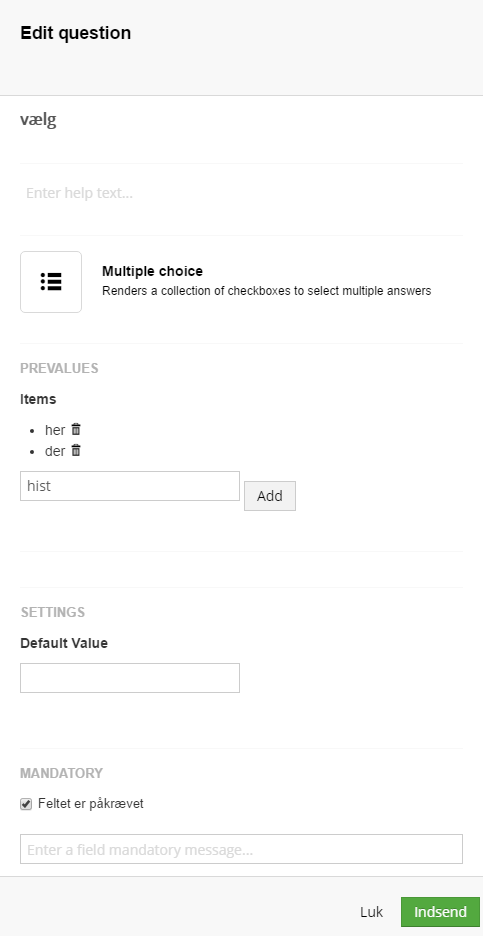 Edit question
vælg
Enter help text...
Multiple choice
Renders a collection of checkboxes to select multiple answers
PREVALUES
Items
her
der
hist
Add
SETTINGS
Default Value
MANDATORY
Feltet er påkrævet
Enter a field mandatory message...
Luk Indsend